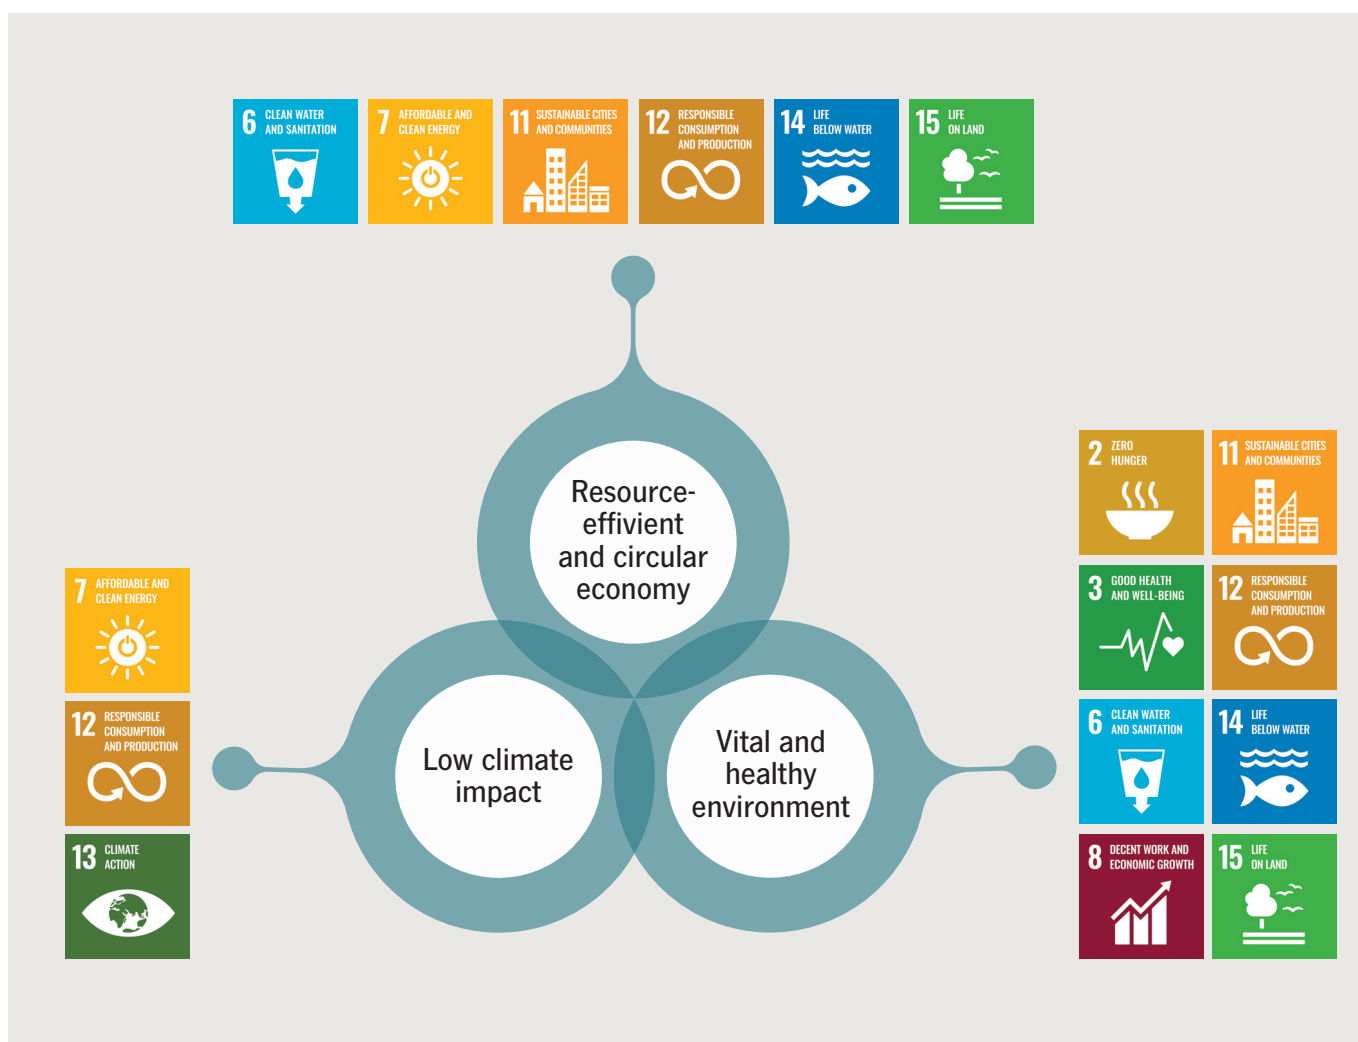 6 CLEAN WATER
AND SANITATION
7 AFFORDABLE AND
CLEAN ENERGY
11 SUSTAINABLE CITIES
AND COMMUNITIES
12 RESPONSIBLE
CONSUMPTION
AND PRODUCTION
14 LIFE
BELOW WATER
15 LIFE
ON LAND
Resource-
effivient
and circular
economy
Low climate
impact
Vital and
healthy
environment
7 AFFORDABLE AND
CLEAN ENERGY
12 RESPONSIBLE
CONSUMPTION
AND PRODUCTION
13 CLIMATE
ACTION
2 ZERO
HUNGER
11 SUSTAINABLE CITIES
AND COMMUNITIES
3 GOOD HEALTH
AND WELL-BEING
12 RESPONSIBLE
CONSUMPTION
AND PRODUCTION
6 CLEAN WATER
AND SANITATION
14 LIFE
BELOW WATER
8 DECENT WORK AND
ECONOMIC GROWTH
15 LIFE
ON LAND